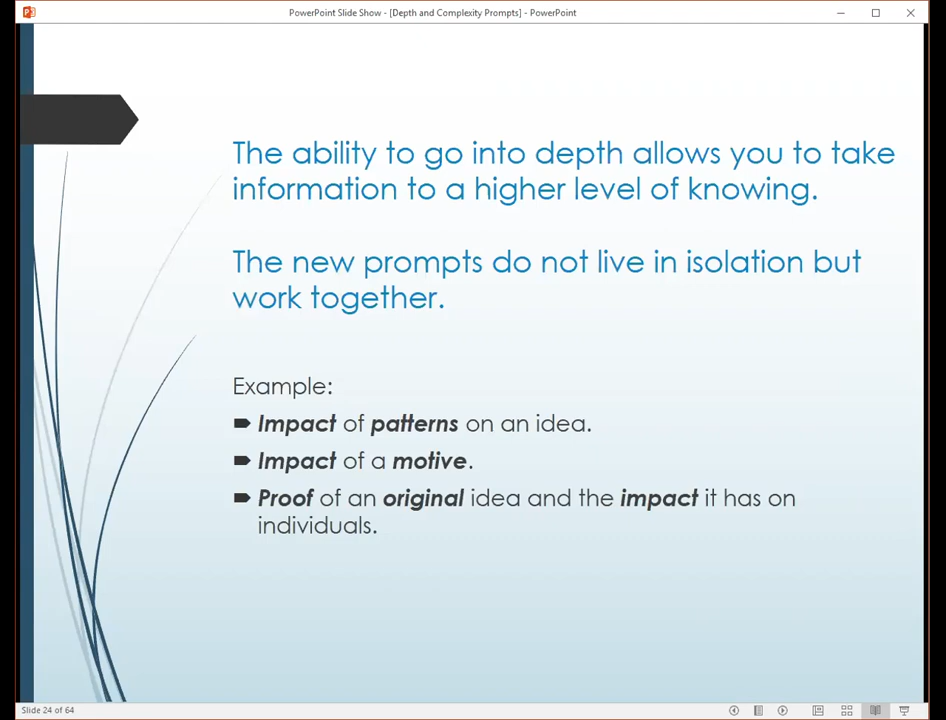 PowerPoint Slide Show - [Depth and Complexity Prompts] - PowerPoint
The ability to go into depth allows you to take
information to a higher level of knowing.
The new prompts do not live in isolation but
work together.
Example:
Impact of patterns on an idea.
Impact of a motive.
Proof of an original idea and the impact it has on
individuals.
Slide 24 of 64